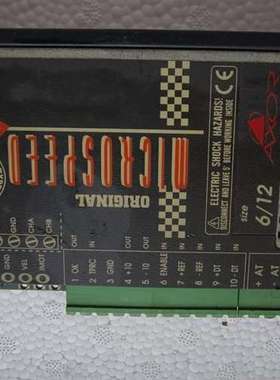 ORIGINAL
MICROSPEED
ELECTRIC SHOCK HAZARDS!
DISCONNECT AND LEAVE 6'
BEFORE WORKING INSIDE
CE
AXOR
size 6/12
GND
CHA
CHB
GND
VEL
IMOT
1 OK OUT
2 TPRC IN
3 GND
4 +10 OUT
5 -10 OUT
6 ENABLE IN
7 +REF IN
8 -REF IN
9 +DT IN
10 -DT IN
+ AT
- AT